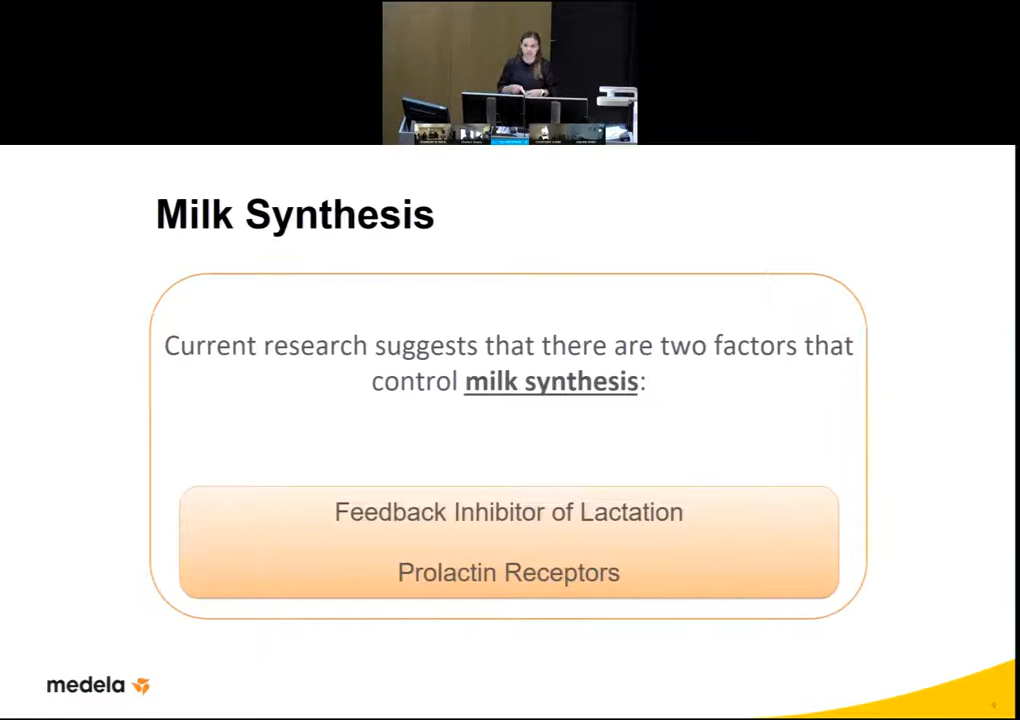 Milk Synthesis
Current research suggests that there are two factors that
control milk synthesis:
Feedback Inhibitor of Lactation
Prolactin Receptors
medela
9